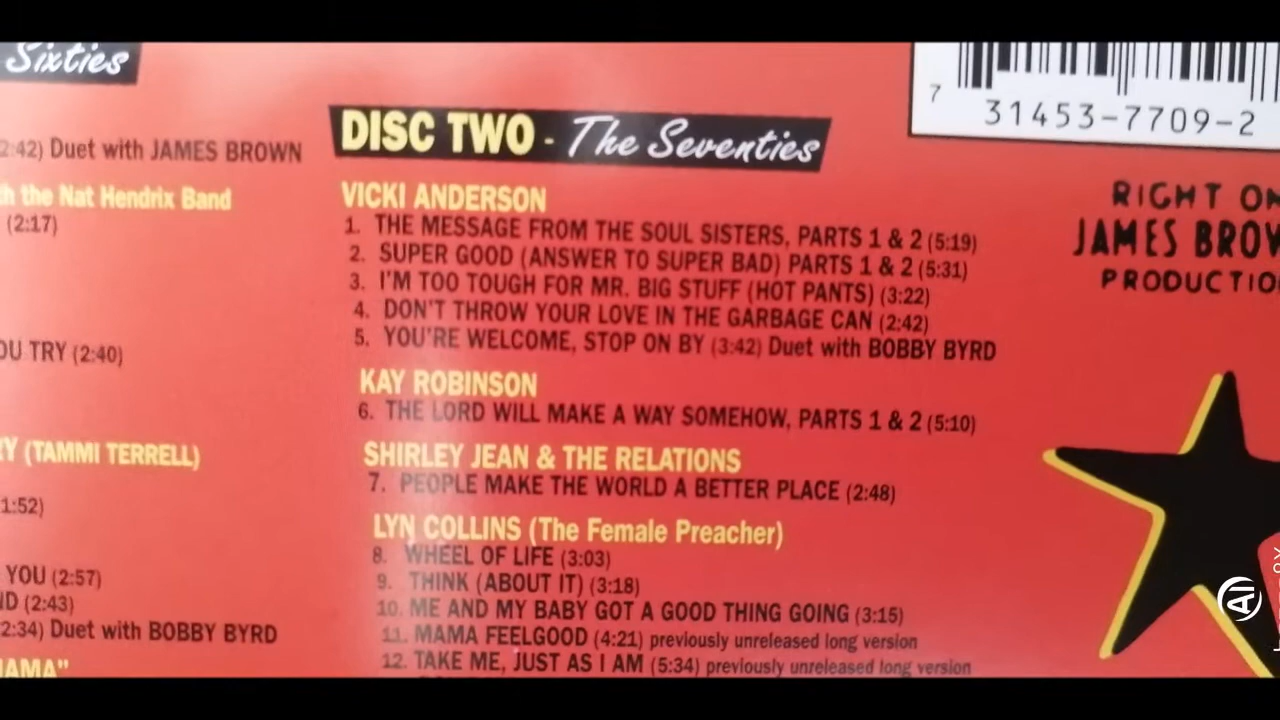 Sixties
2:42) Duet with JAMES BROWN
the Nat Hendrix Band
(2:17)
OU TRY (2:40)
RY (TAMMI TERRELL)
1:52)
YOU (2:57)
ND (2:43)
2:34) Duet with BOBBY BYRD
MAMA"
DISC TWO - The Seventies
VICKI ANDERSON
1. THE MESSAGE FROM THE SOUL SISTERS, PARTS 1 & 2 (5:19)
2. SUPER GOOD (ANSWER TO SUPER BAD) PARTS 1 & 2 (5:31)
3. I'M TOO TOUGH FOR MR. BIG STUFF (HOT PANTS) (3:22)
4. DON'T THROW YOUR LOVE IN THE GARBAGE CAN (2:42)
5. YOU'RE WELCOME, STOP ON BY (3:42) Duet with BOBBY BYRD
KAY ROBINSON
6. THE LORD WILL MAKE A WAY SOMEHOW, PARTS 1 & 2 (5:10)
SHIRLEY JEAN & THE RELATIONS
7. PEOPLE MAKE THE WORLD A BETTER PLACE (2:48)
LYN COLLINS (The Female Preacher)
8. WHEEL OF LIFE (3:03)
9. THINK (ABOUT IT) (3:18)
10. ME AND MY BABY GOT A GOOD THING GOING (3:15)
11. MAMA FEELGOOD (4:21) previously unreleased long version
12. TAKE ME, JUST AS I AM (5:34) previously unreleased long version
7 31453-7709-2
RIGHT ON
JAMES BROW
PRODUCTIO
AI